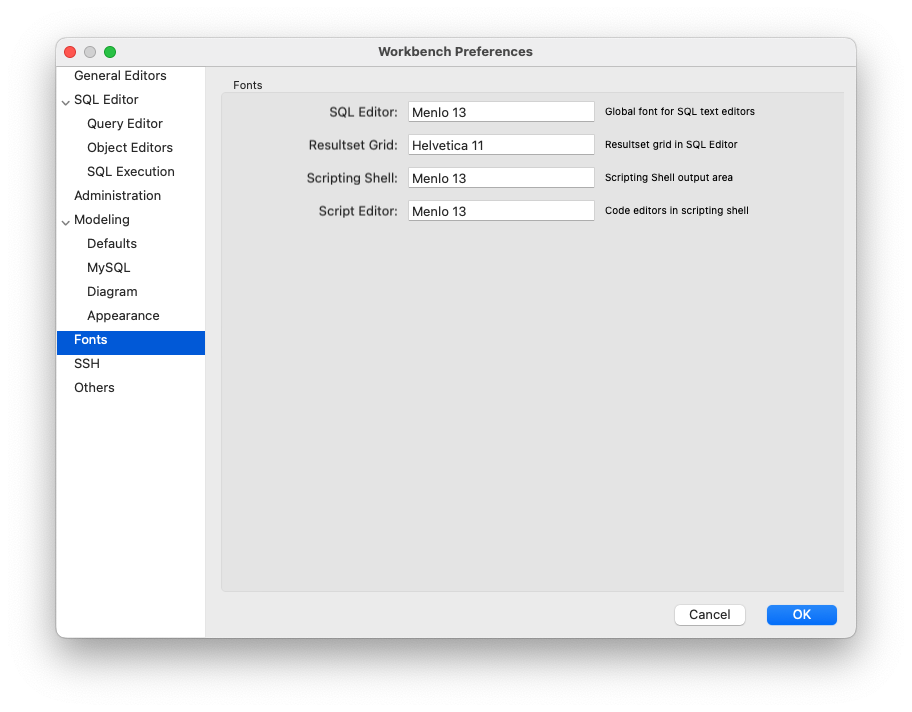 Workbench Preferences
General Editors
SQL Editor
Query Editor
Object Editors
SQL Execution
Administration
Modeling
Defaults
MySQL
Diagram
Appearance
Fonts
SSH
Others
Fonts
SQL Editor: Menlo 13 Global font for SQL text editors
Resultset Grid: Helvetica 11 Resultset grid in SQL Editor
Scripting Shell: Menlo 13 Scripting Shell output area
Script Editor: Menlo 13 Code editors in scripting shell
Cancel OK